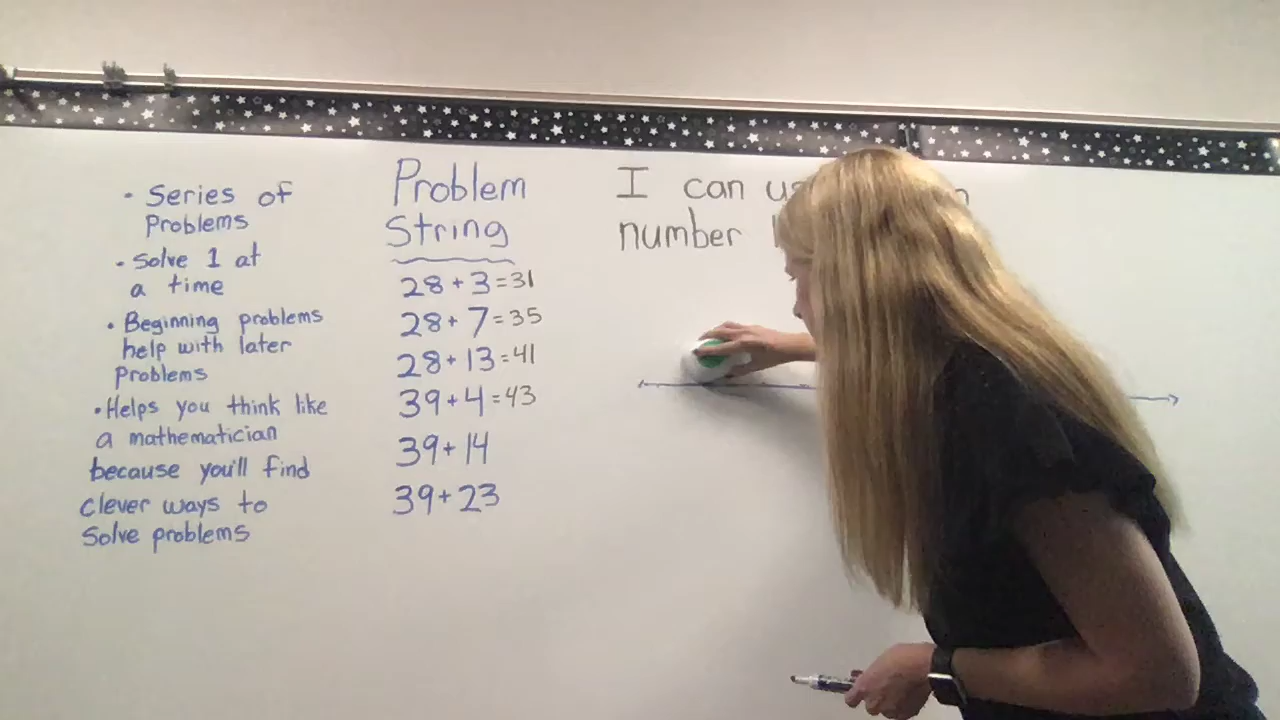 • Series of
Problems
• Solve 1 at
a time
• Beginning problems
help with later
Problems
• Helps you think like
a mathematician
because you'll find
clever ways to
Solve problems
Problem
String
28 + 3 = 31
28 + 7 = 35
28 + 13 = 41
39 + 4 = 43
39 + 14
39 + 23
I can
number